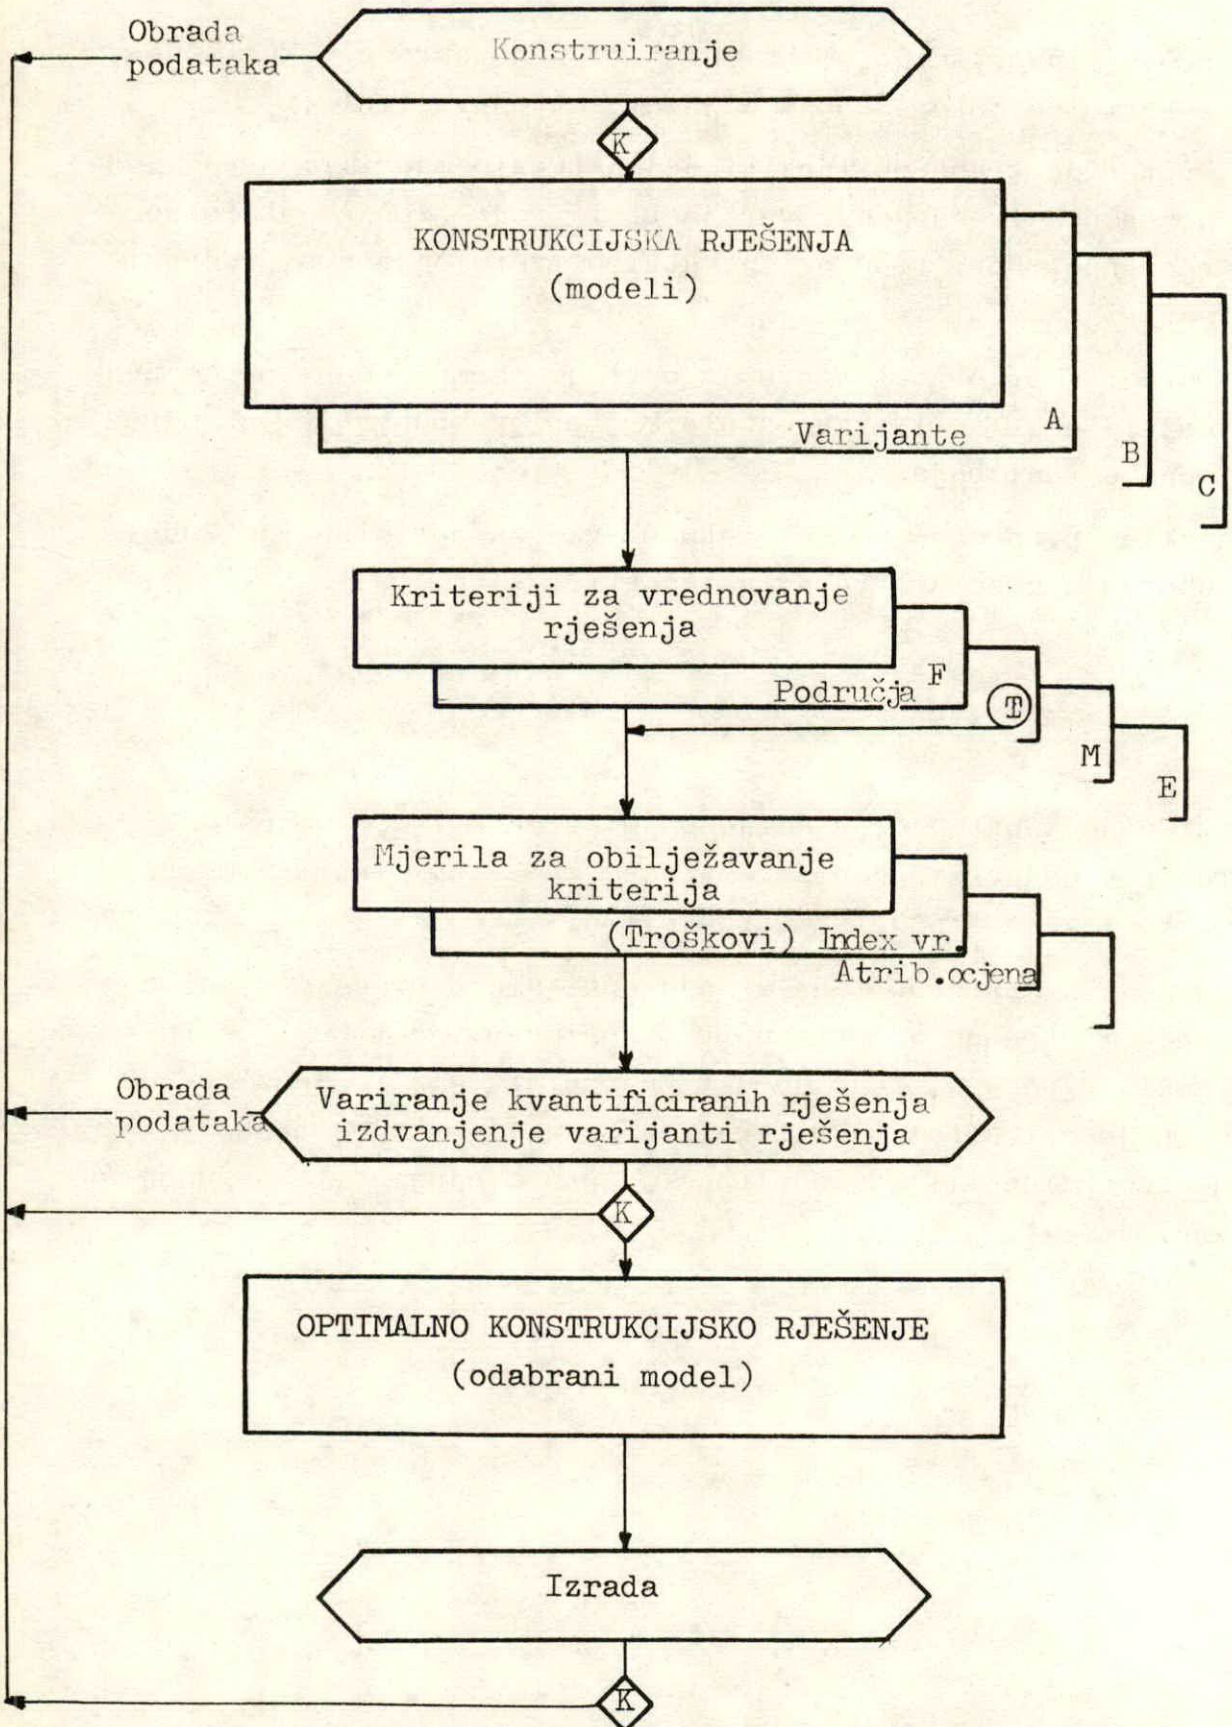 Obrada
podataka
Konstruiranje
K
KONSTRUKCIJSKA RJEŠENJA
(modeli)
Varijante
A
B
C
Kriteriji za vrednovanje
rješenja
Područja
F
T
M
E
Mjerila za obilježavanje
kriterija
(Troškovi) Index vr.
Atrib.ocjena
Obrada
podataka
Variranje kvantificiranih rješenja
izdvanjenje varijanti rješenja
K
OPTIMALNO KONSTRUKCIJSKO RJEŠENJE
(odabrani model)
Izrada
K